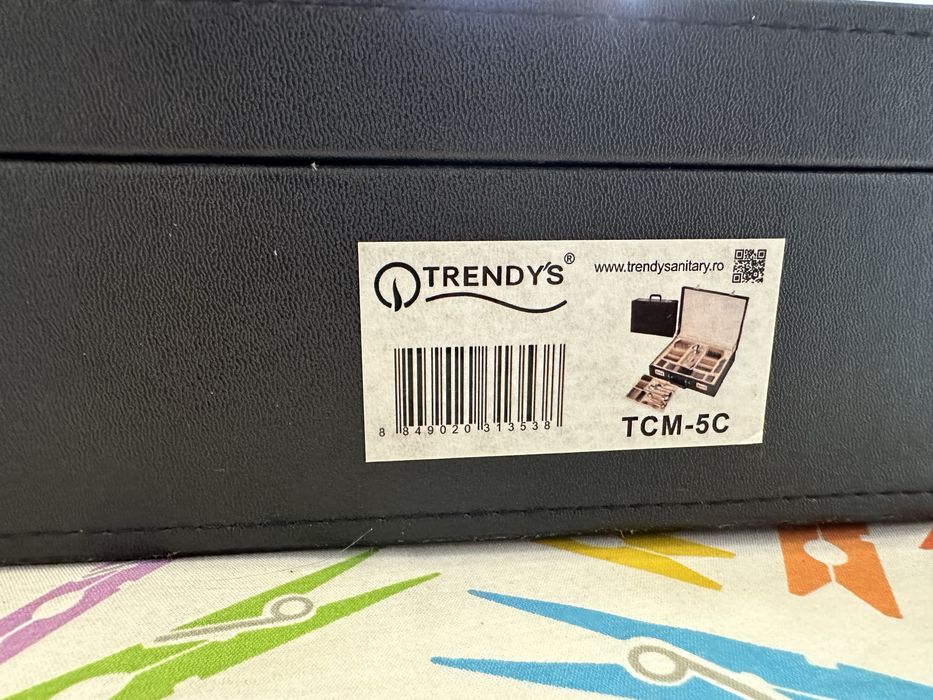 TRENDY'S®
www.trendysanitary.ro
8 849020 313538
TCM-5C